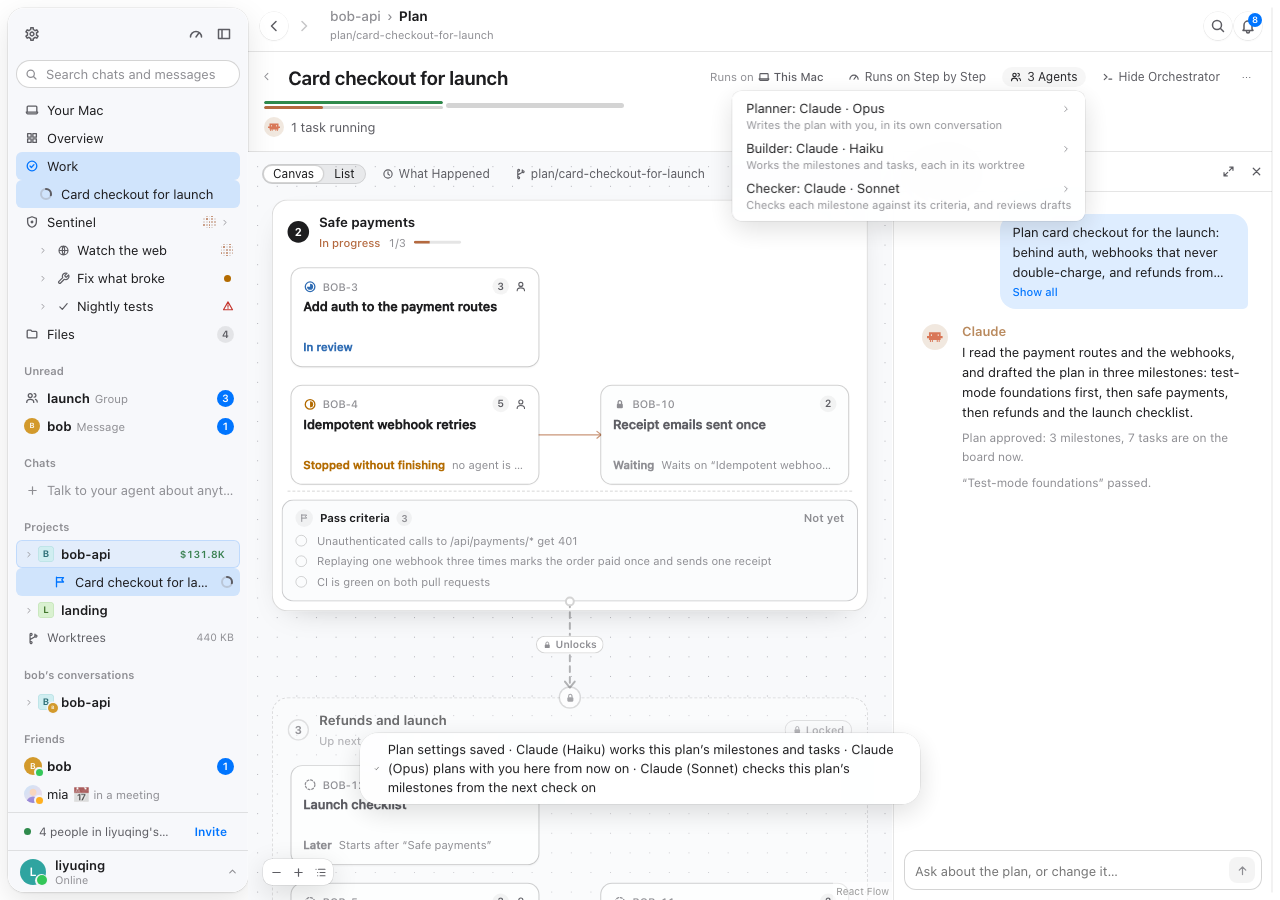 Search chats and messages
Your Mac
Overview
Work
Card checkout for launch
Sentinel
Watch the web
Fix what broke
Nightly tests
Files 4
Unread
launch Group 3
B bob Message 1
Chats
Talk to your agent about anyt...
Projects
B bob-api $131.8K
Card checkout for la...
L landing
Worktrees 440 KB
bob's conversations
B bob-api
Friends
B bob 1
mia 17 in a meeting
4 people in liyuqing's... Invite
L liyuqing
Online
bob-api › Plan
plan/card-checkout-for-launch
8
Card checkout for launch
Runs on This Mac
Runs on Step by Step
3 Agents
Hide Orchestrator
1 task running
Planner: Claude · Opus
Writes the plan with you, in its own conversation
Builder: Claude · Haiku
Works the milestones and tasks, each in its worktree
Checker: Claude · Sonnet
Checks each milestone against its criteria, and reviews drafts
Canvas List What Happened plan/card-checkout-for-launch
2 Safe payments
In progress 1/3
BOB-3 3
Add auth to the payment routes
In review
BOB-4 5
Idempotent webhook retries
Stopped without finishing no agent is ...
BOB-10 2
Receipt emails sent once
Waiting Waits on “Idempotent webhoo...
Pass criteria 3 Not yet
Unauthenticated calls to /api/payments/* get 401
Replaying one webhook three times marks the order paid once and sends one receipt
CI is green on both pull requests
Unlocks
3 Refunds and launch
Up next
Locked
Launch checklist
Later Starts after “Safe payments”
Plan settings saved · Claude (Haiku) works this plan’s milestones and tasks · Claude
(Opus) plans with you here from now on · Claude (Sonnet) checks this plan’s
milestones from the next check on
React Flow
Plan card checkout for the launch:
behind auth, webhooks that never
double-charge, and refunds from...
Show all
Claude
I read the payment routes and the webhooks,
and drafted the plan in three milestones: test-
mode foundations first, then safe payments,
then refunds and the launch checklist.
Plan approved: 3 milestones, 7 tasks are on the
board now.
“Test-mode foundations” passed.
Ask about the plan, or change it...